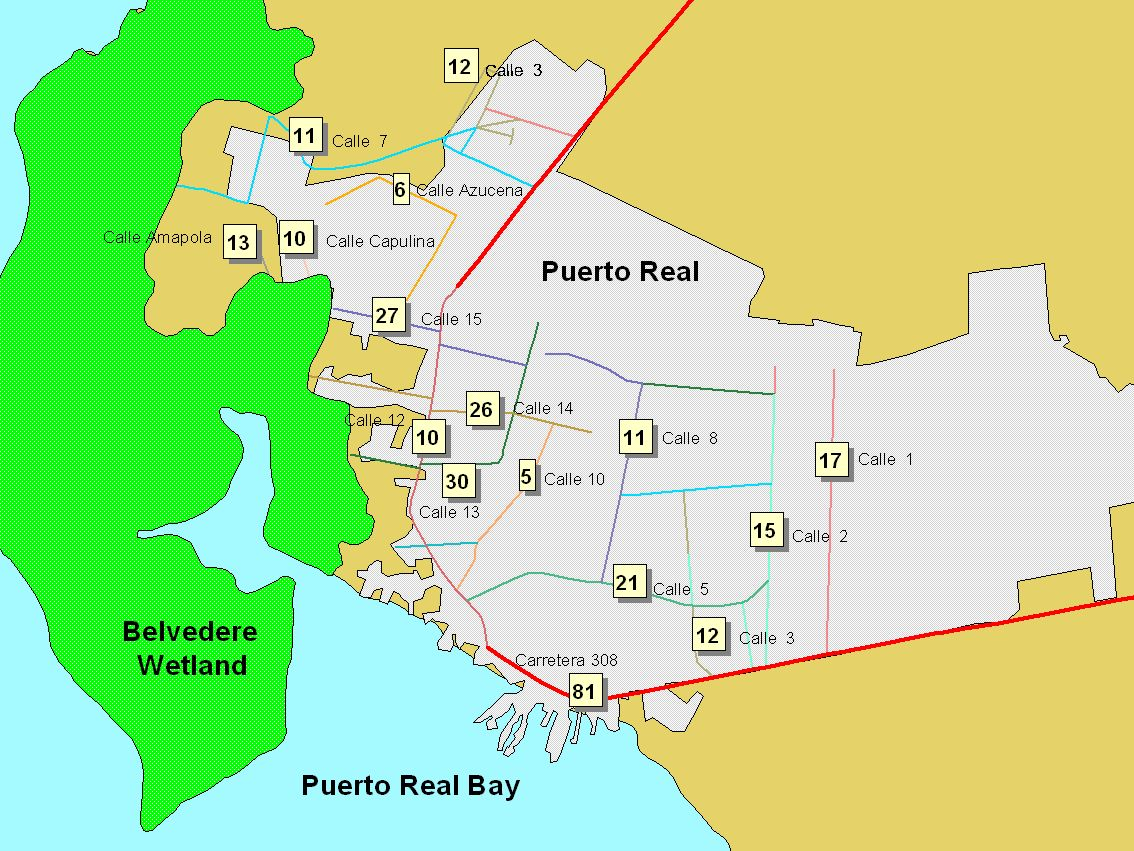 12 Calle 3
11 Calle 7
6 Calle Azucena
Calle Amapola 13
10 Calle Capulina
Puerto Real
27 Calle 15
26 Calle 14
Calle 12
10
11 Calle 8
17 Calle 1
30
5 Calle 10
Calle 13
15 Calle 2
21 Calle 5
12 Calle 3
Belvedere
Wetland
Carretera 308
81
Puerto Real Bay